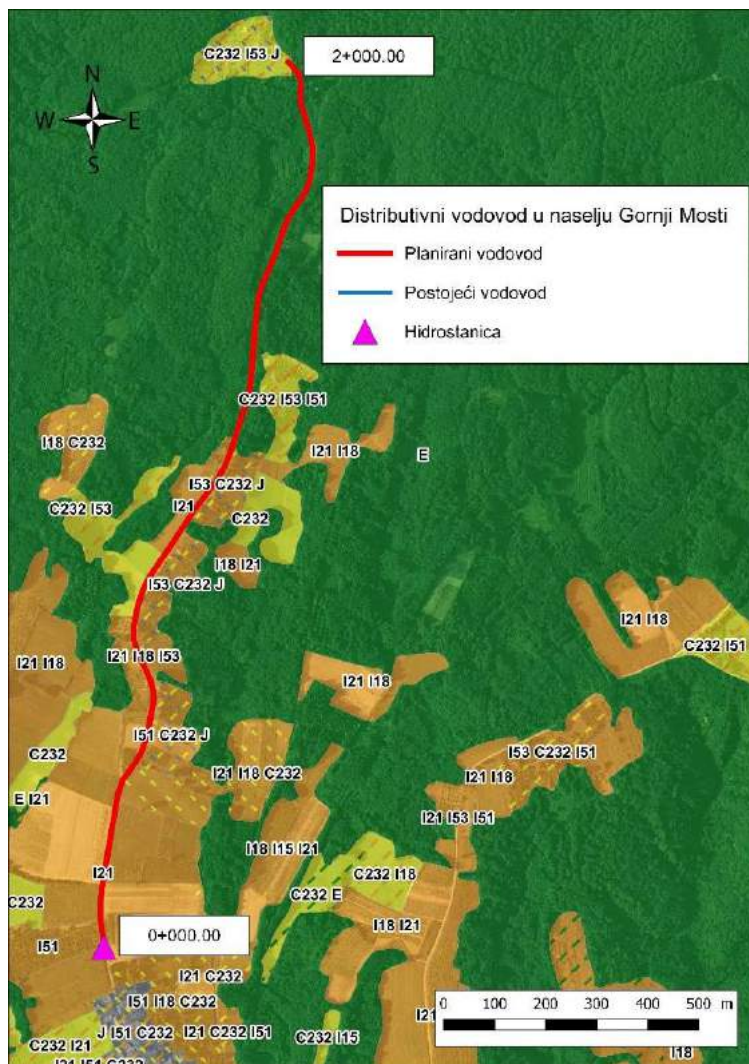 C232 I53 J
2+000.00
N
W E
S
Distributivni vodovod u naselju Gornji Mosti
Planirani vodovod
Postojeći vodovod
Hidrostanica
C232 I53 I51
I18 C232
I21 I18
E
I53 C232 J
C232 I53
I21
C232
I18 I21
I53 C232 J
I21 I18
I21 I18 I53
C232 I51
I21 I18
I21 I18
I51 C232 J
C232
I53 C232 I51
I21 I18 C232
I21 I18
E I21
I21 I53 I51
I18 I15 I21
I21
C232 I18
C232 E
C232
I18 I21
0+000.00
I51
I21 C232
I51 I18 C232
0 100 200 300 400 500 m
I21
J I51 C232
I21 C232 I51
C232 I21
C232 I15
I18
I21 I51 C232